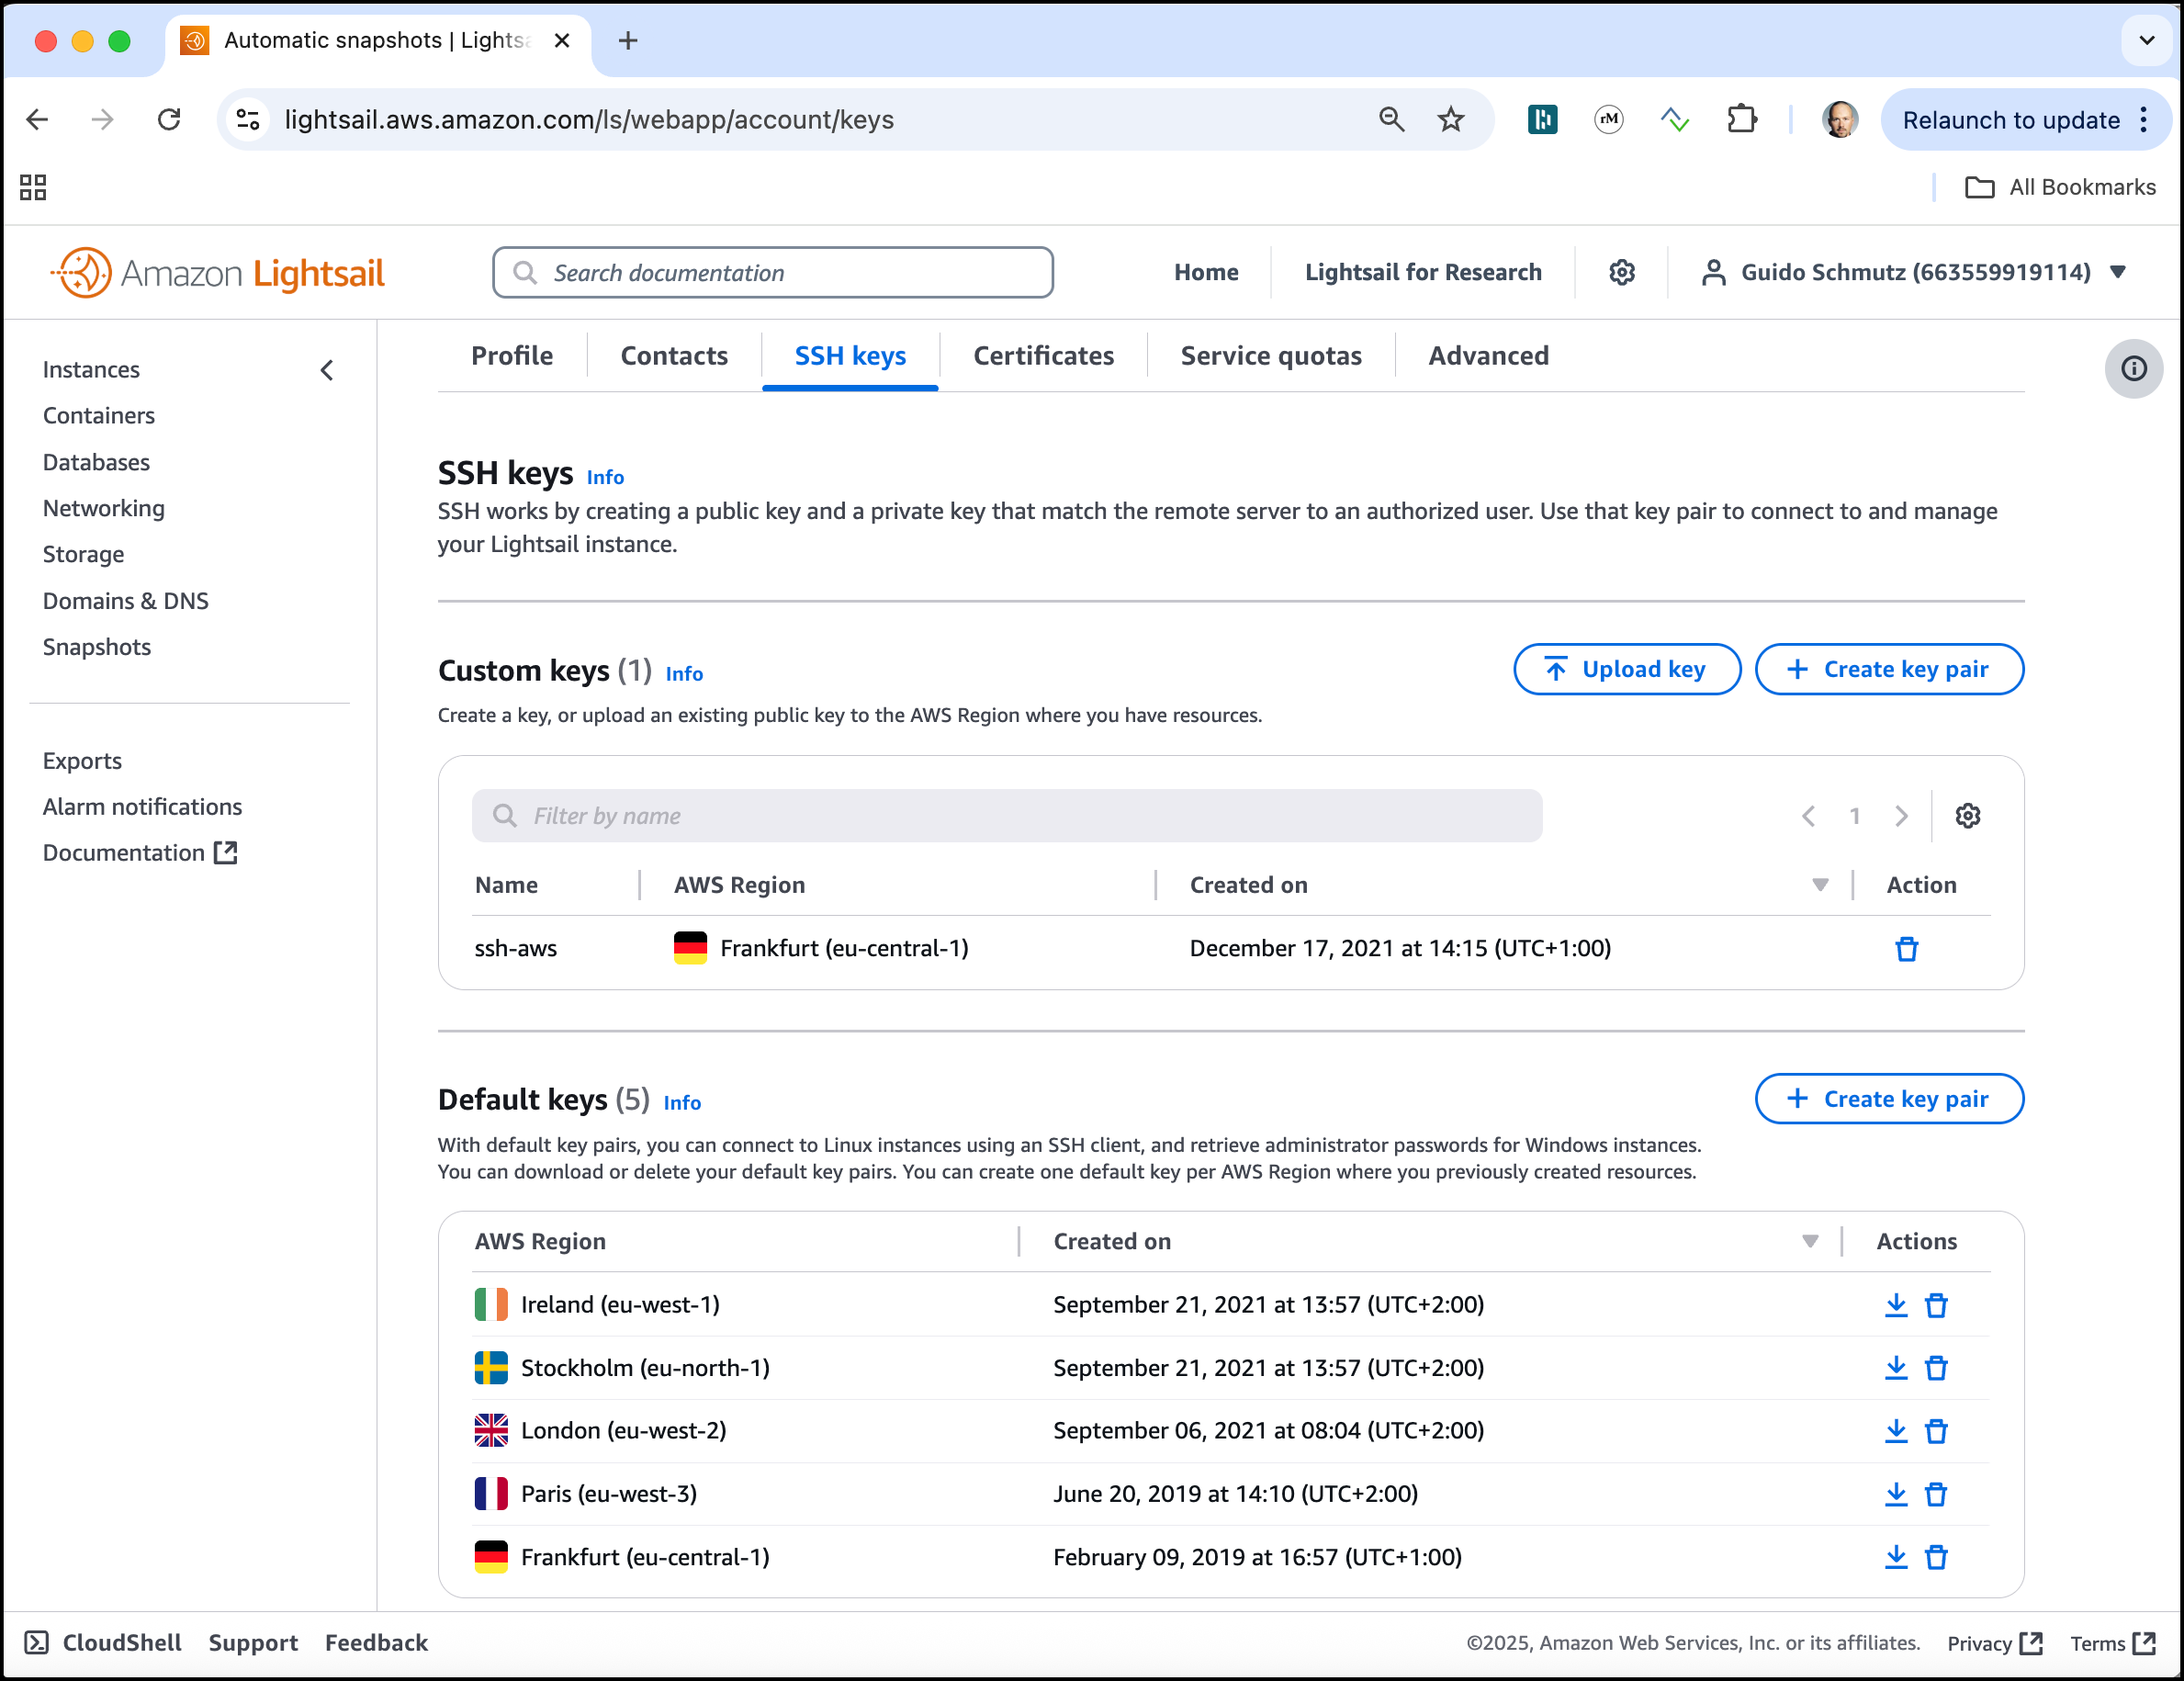 Automatic snapshots | Lights
lightsail.aws.amazon.com/ls/webapp/account/keys
rM
Relaunch to update
All Bookmarks
Amazon Lightsail
Search documentation
Home
Lightsail for Research
Guido Schmutz (663559919114)
Instances
Containers
Databases
Networking
Storage
Domains & DNS
Snapshots
Exports
Alarm notifications
Documentation
Profile
Contacts
SSH keys
Certificates
Service quotas
Advanced
SSH keys Info
SSH works by creating a public key and a private key that match the remote server to an authorized user. Use that key pair to connect to and manage
your Lightsail instance.
Custom keys (1) Info
Upload key
Create key pair
Create a key, or upload an existing public key to the AWS Region where you have resources.
Filter by name
1
Name AWS Region Created on Action
ssh-aws Frankfurt (eu-central-1) December 17, 2021 at 14:15 (UTC+1:00)
Default keys (5) Info
Create key pair
With default key pairs, you can connect to Linux instances using an SSH client, and retrieve administrator passwords for Windows instances.
You can download or delete your default key pairs. You can create one default key per AWS Region where you previously created resources.
AWS Region Created on Actions
Ireland (eu-west-1) September 21, 2021 at 13:57 (UTC+2:00)
Stockholm (eu-north-1) September 21, 2021 at 13:57 (UTC+2:00)
London (eu-west-2) September 06, 2021 at 08:04 (UTC+2:00)
Paris (eu-west-3) June 20, 2019 at 14:10 (UTC+2:00)
Frankfurt (eu-central-1) February 09, 2019 at 16:57 (UTC+1:00)
CloudShell Support Feedback
©2025, Amazon Web Services, Inc. or its affiliates. Privacy Terms